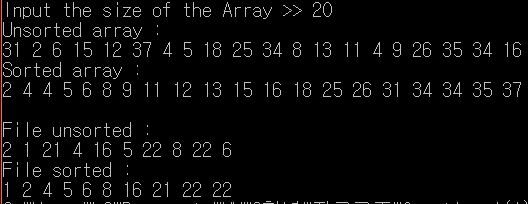 Input the size of the Array >> 20
Unsorted array :
31 2 6 15 12 37 4 5 18 25 34 8 13 11 4 9 26 35 34 16
Sorted array :
2 4 4 5 6 8 9 11 12 13 15 16 18 25 26 31 34 34 35 37
File unsorted :
2 1 21 4 16 5 22 8 22 6
File sorted :
1 2 4 5 6 8 16 21 22 22